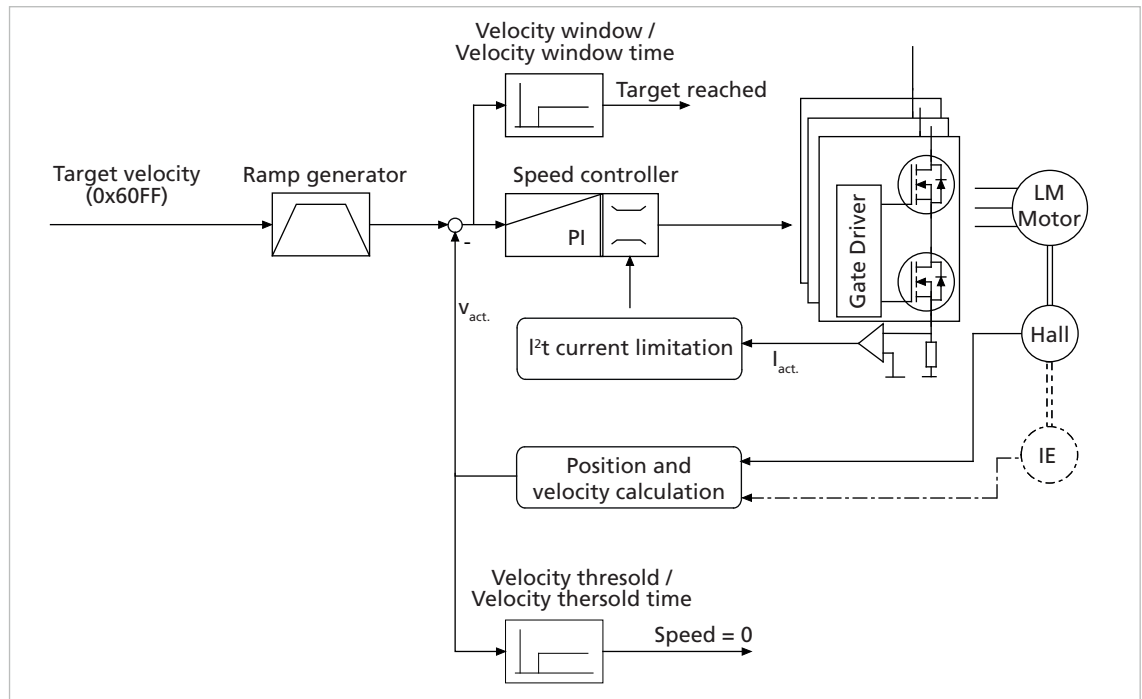 Velocity window /
Velocity window time
Target reached
Target velocity
(0x60FF)
Ramp generator
Speed controller
PI
-
Gate Driver
LM
Motor
v act.
I²t current limitation
I act.
Hall
Position and
velocity calculation
IE
Velocity thresold /
Velocity thersold time
Speed = 0